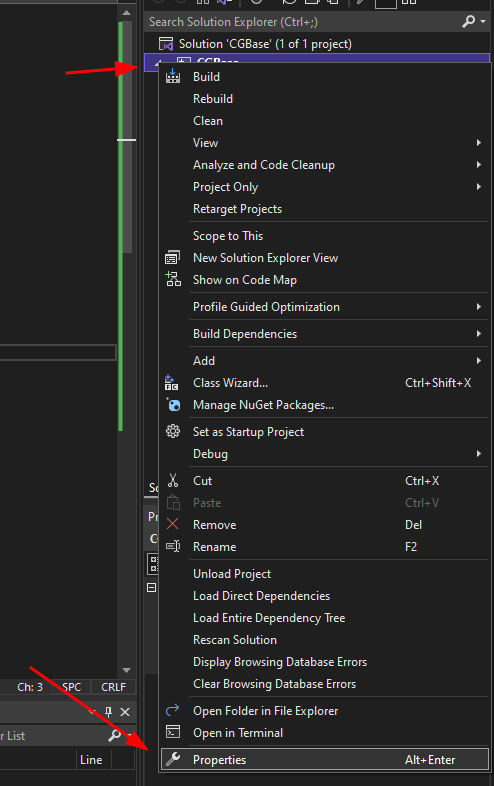 Search Solution Explorer (Ctrl+;)
Solution 'CGBase' (1 of 1 project)
CGBase
Build
Rebuild
Clean
View
Analyze and Code Cleanup
Project Only
Retarget Projects
Scope to This
New Solution Explorer View
Show on Code Map
Profile Guided Optimization
Build Dependencies
Add
Class Wizard... Ctrl+Shift+X
Manage NuGet Packages...
Set as Startup Project
Debug
So
Cut Ctrl+X
Paste Ctrl+V
Pr
Remove Del
Rename F2
Unload Project
Load Direct Dependencies
Load Entire Dependency Tree
Rescan Solution
Display Browsing Database Errors
Clear Browsing Database Errors
Ch: 3 SPC CRLF
Open Folder in File Explorer
r List
Open in Terminal
Line
Properties Alt+Enter